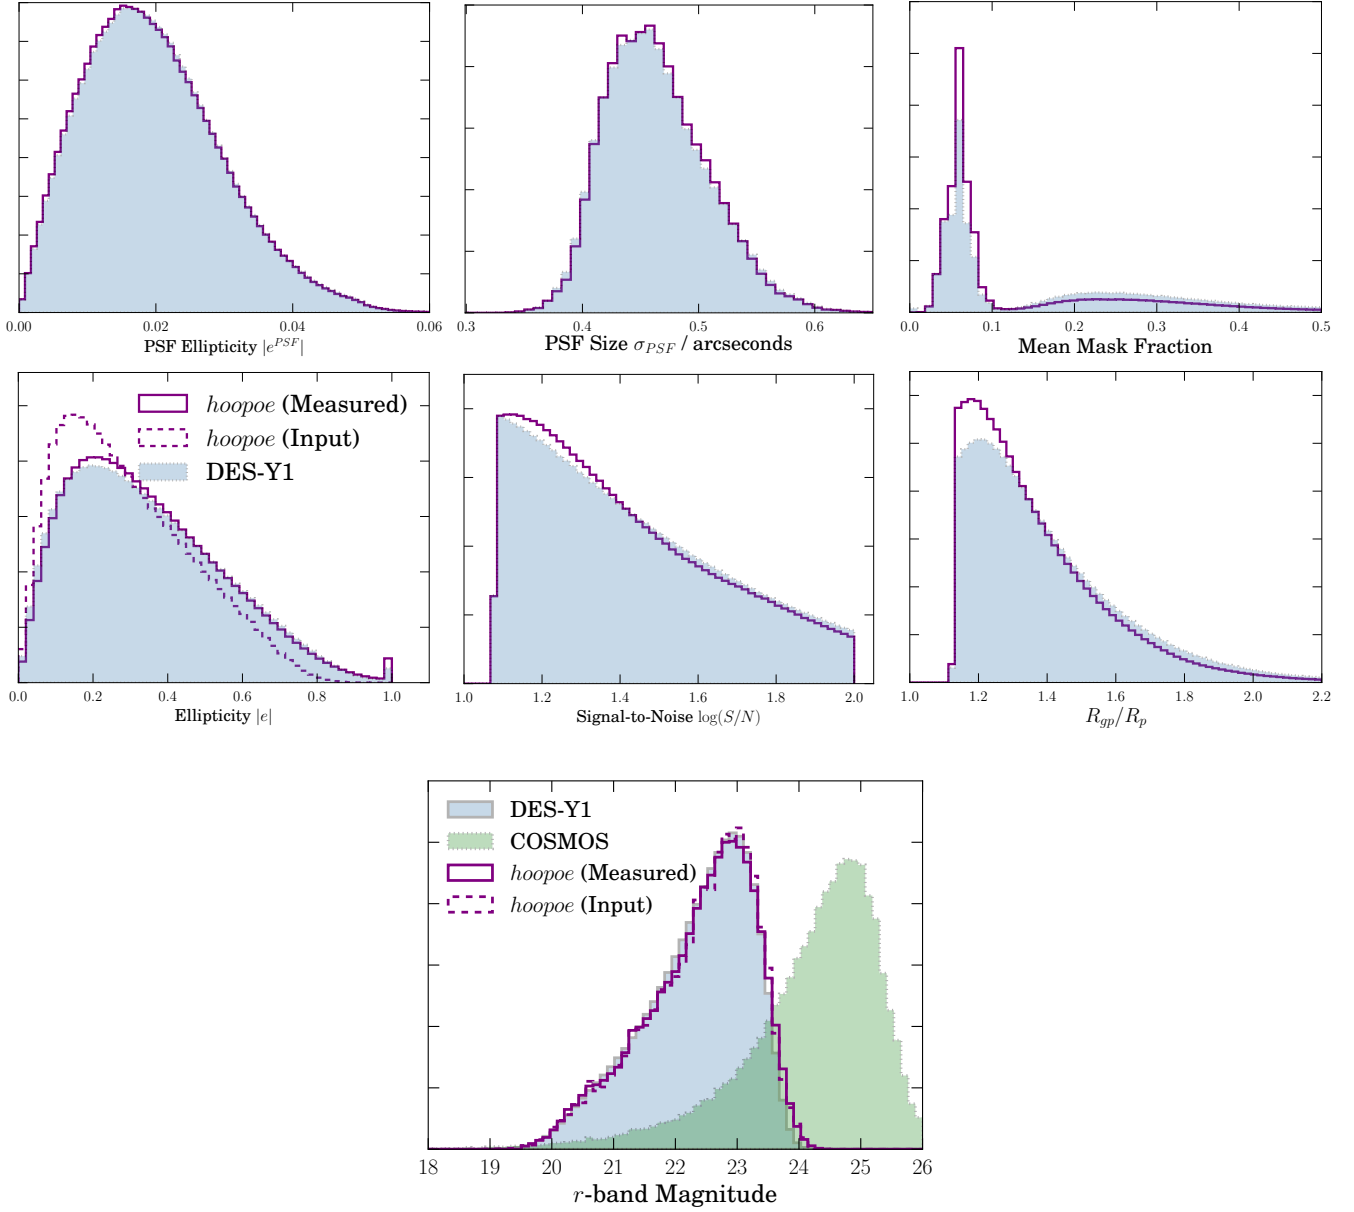 0.00 0.02 0.04 0.06
PSF Ellipticity |e^{PSF}|
0.3 0.4 0.5 0.6
PSF Size σ_{PSF} / arcseconds
0.0 0.1 0.2 0.3 0.4 0.5
Mean Mask Fraction
hoopoe (Measured)
hoopoe (Input)
DES-Y1
0.0 0.2 0.4 0.6 0.8 1.0
Ellipticity |e|
1.0 1.2 1.4 1.6 1.8 2.0
Signal-to-Noise log(S/N)
1.0 1.2 1.4 1.6 1.8 2.0 2.2
R_{gp}/R_p
DES-Y1
COSMOS
hoopoe (Measured)
hoopoe (Input)
18 19 20 21 22 23 24 25 26
r-band Magnitude